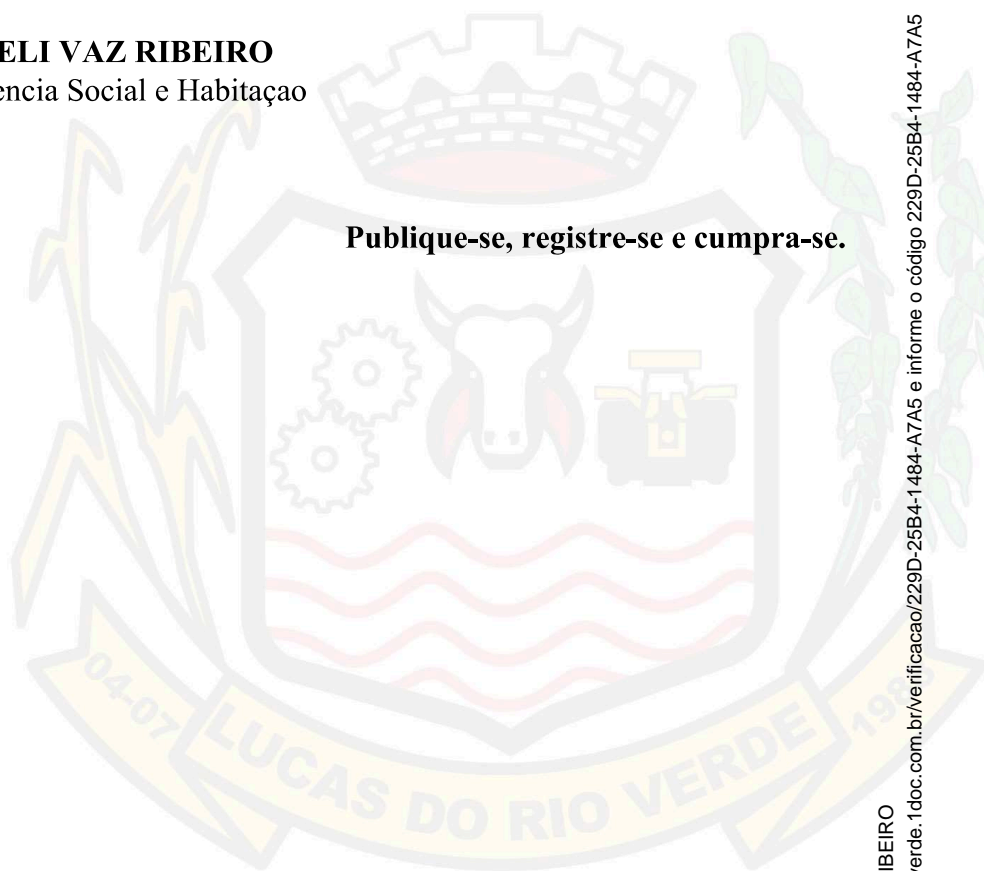 ELI VAZ RIBEIRO
encia Social e Habitaçao
Publique-se, registre-se e cumpra-se.
04-07
LUCAS DO RIO VERDE
IBEIRO
verde.1doc.com.br/verificacao/229D-25B4-1484-A7A5 e informe o código 229D-25B4-1484-A7A5